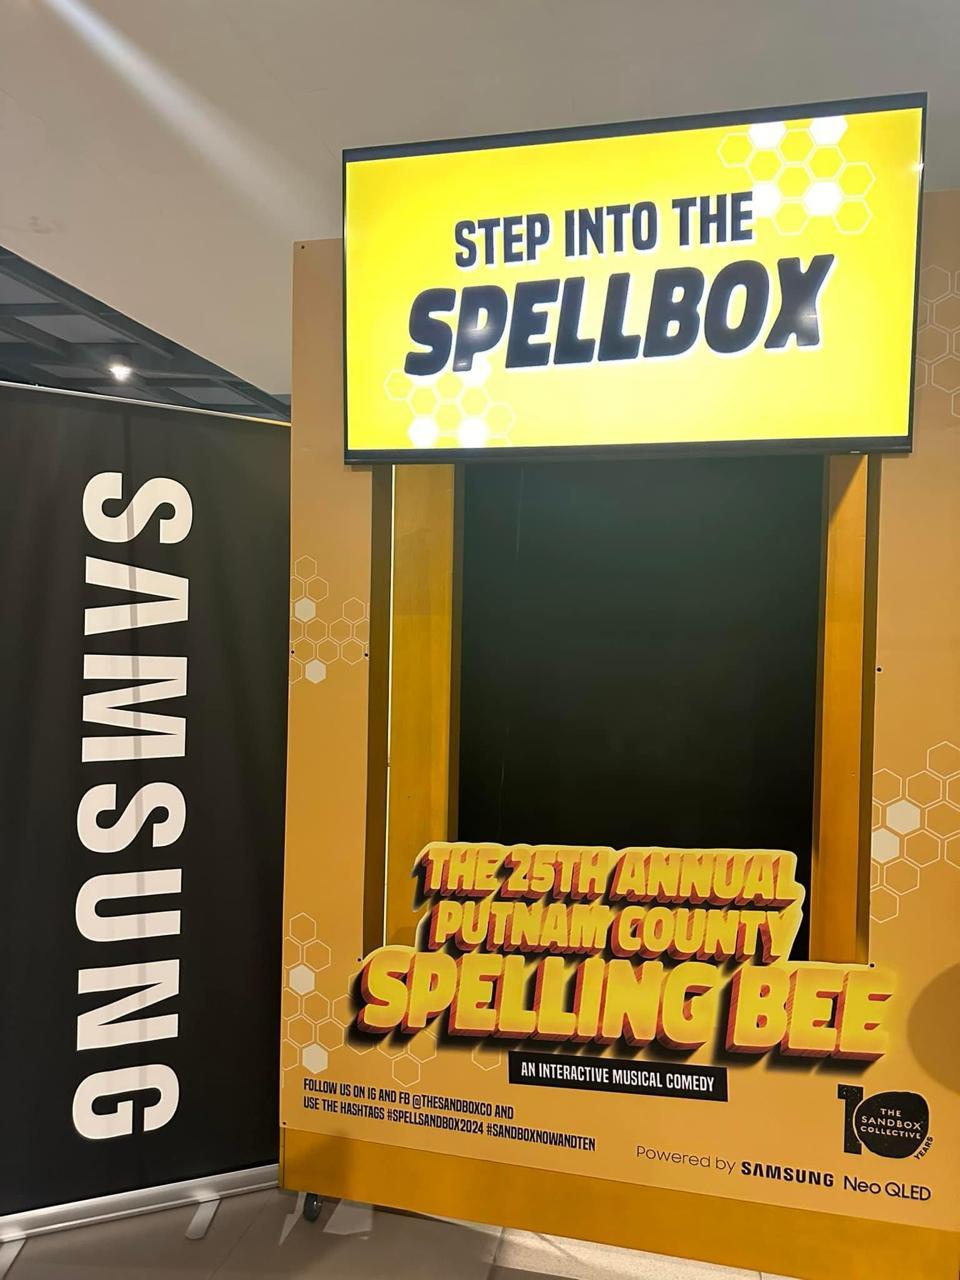 STEP INTO THE
SPELLBOX
SAMSUNG
THE 25TH ANNUAL
PUTNAM COUNTY
SPELLING BEE
AN INTERACTIVE MUSICAL COMEDY
FOLLOW US ON IG AND FB @THESANDBOXCO AND
USE THE HASHTAGS #SPELLSANDBOX2024 #SANDBOXNOWANDTEN
10
THE
SANDBOX
COLLECTIVE
YEARS
Powered by SAMSUNG Neo QLED